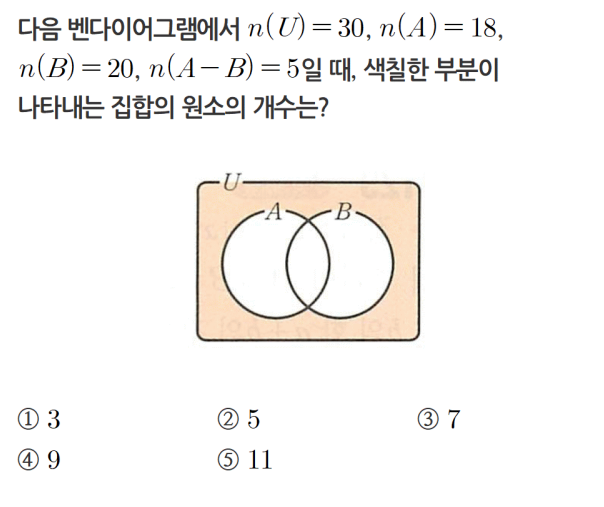 다음 벤다이어그램에서 n(U)=30, n(A)=18,
n(B)=20, n(A-B)=5일 때, 색칠한 부분이
나타내는 집합의 원소의 개수는?
U
A B
① 3 ② 5 ③ 7
④ 9 ⑤ 11